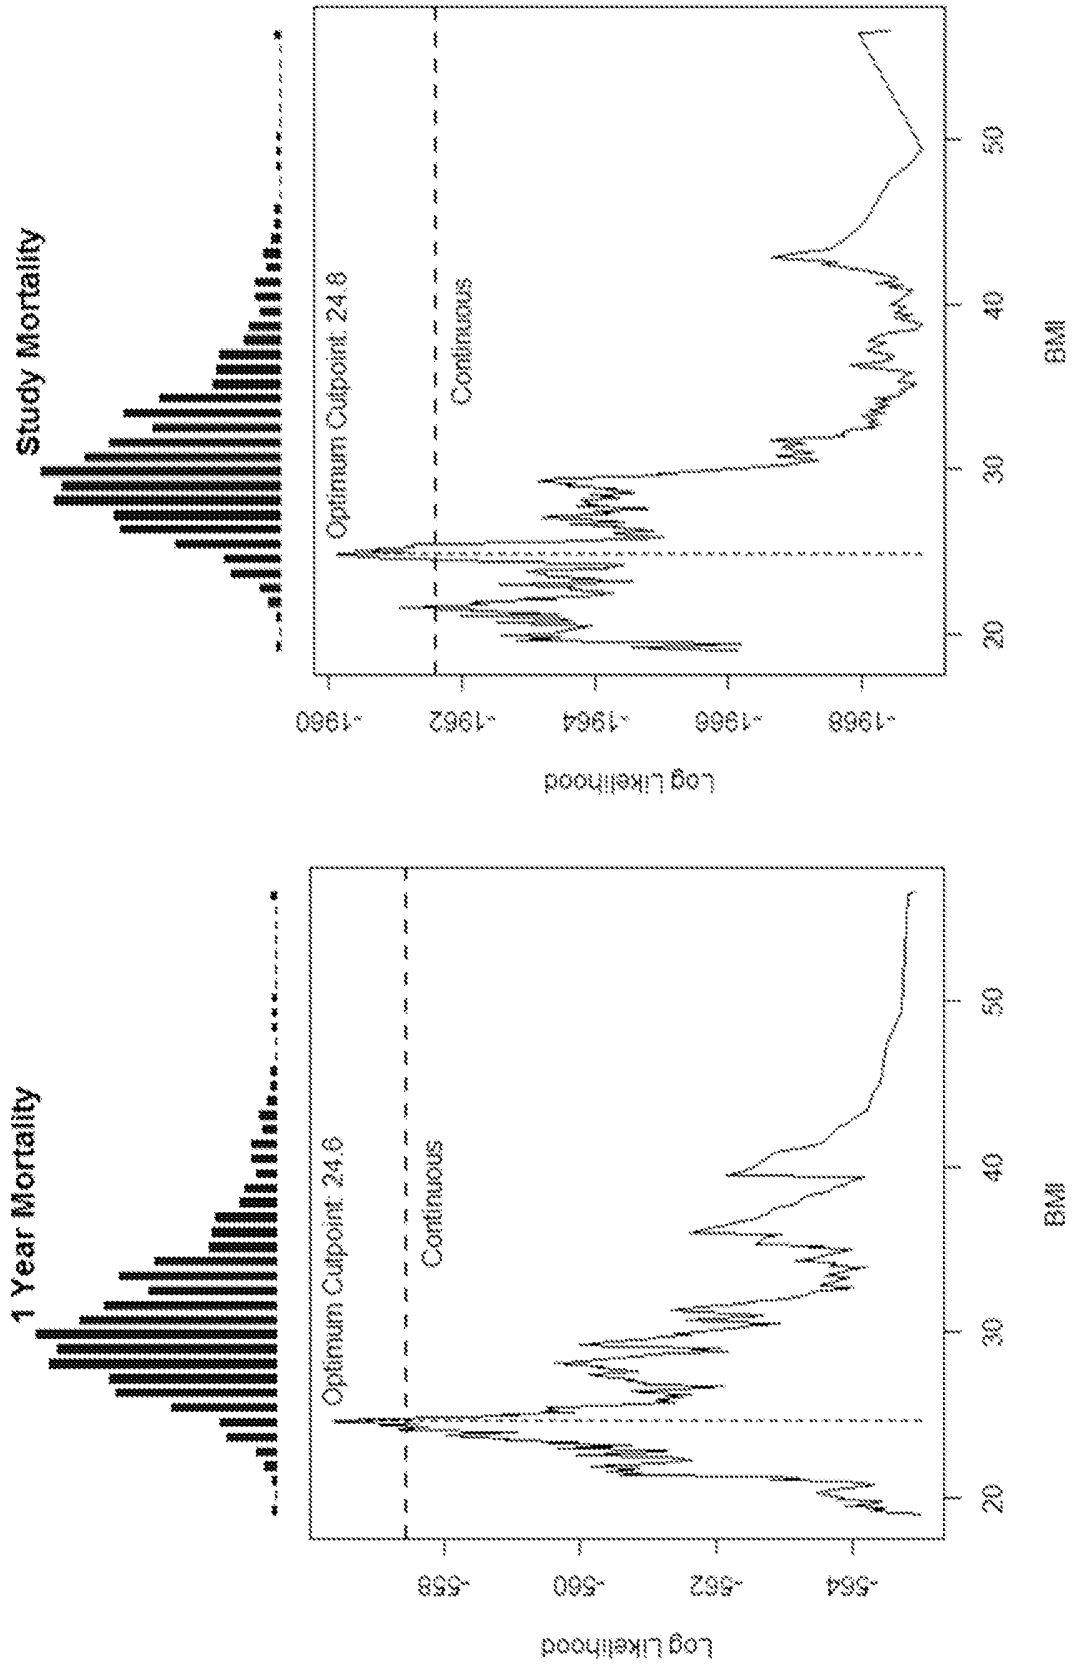 1 Year Mortality
Optimum Cutpoint: 24.6
Continuous
Log Likelihood
-558
-560
-562
-564
20
30
40
50
BMI
Study Mortality
Optimum Cutpoint: 24.8
Continuous
Log Likelihood
-1960
-1962
-1964
-1966
-1968
20
30
40
50
BMI